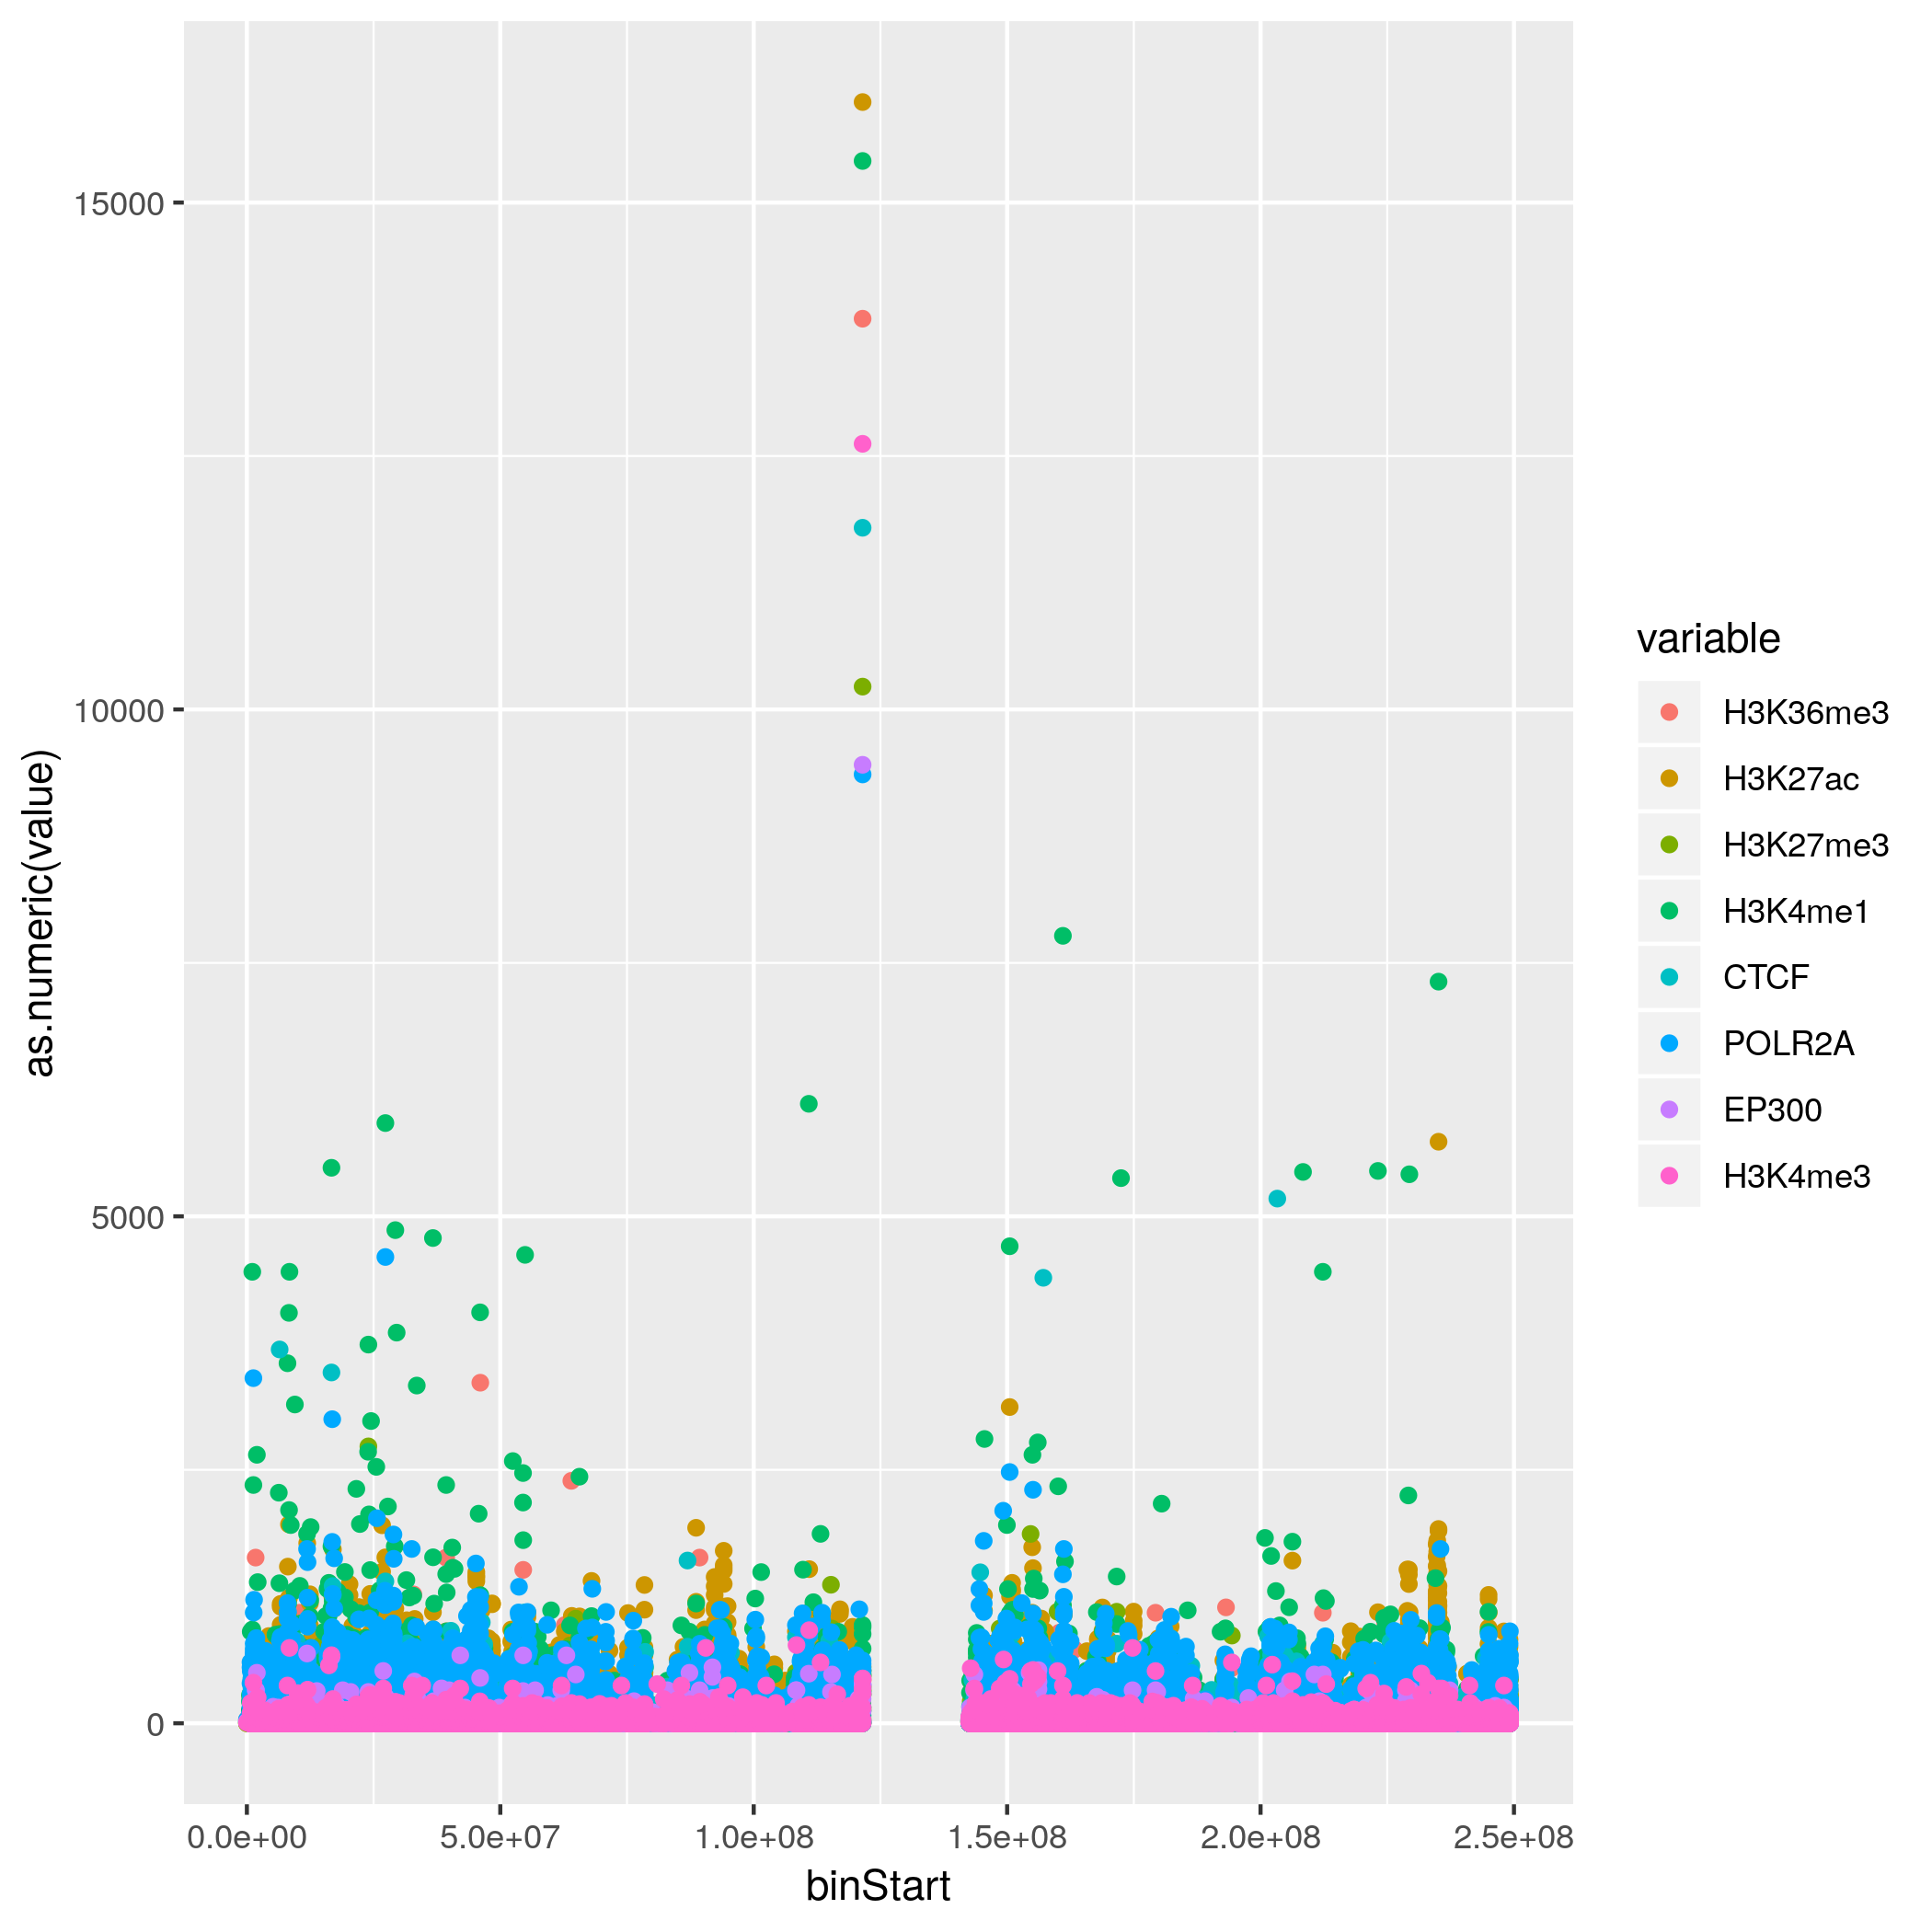 as.numeric(value)
15000
10000
5000
0
0.0e+00
5.0e+07
1.0e+08
1.5e+08
2.0e+08
2.5e+08
binStart
variable
H3K36me3
H3K27ac
H3K27me3
H3K4me1
CTCF
POLR2A
EP300
H3K4me3